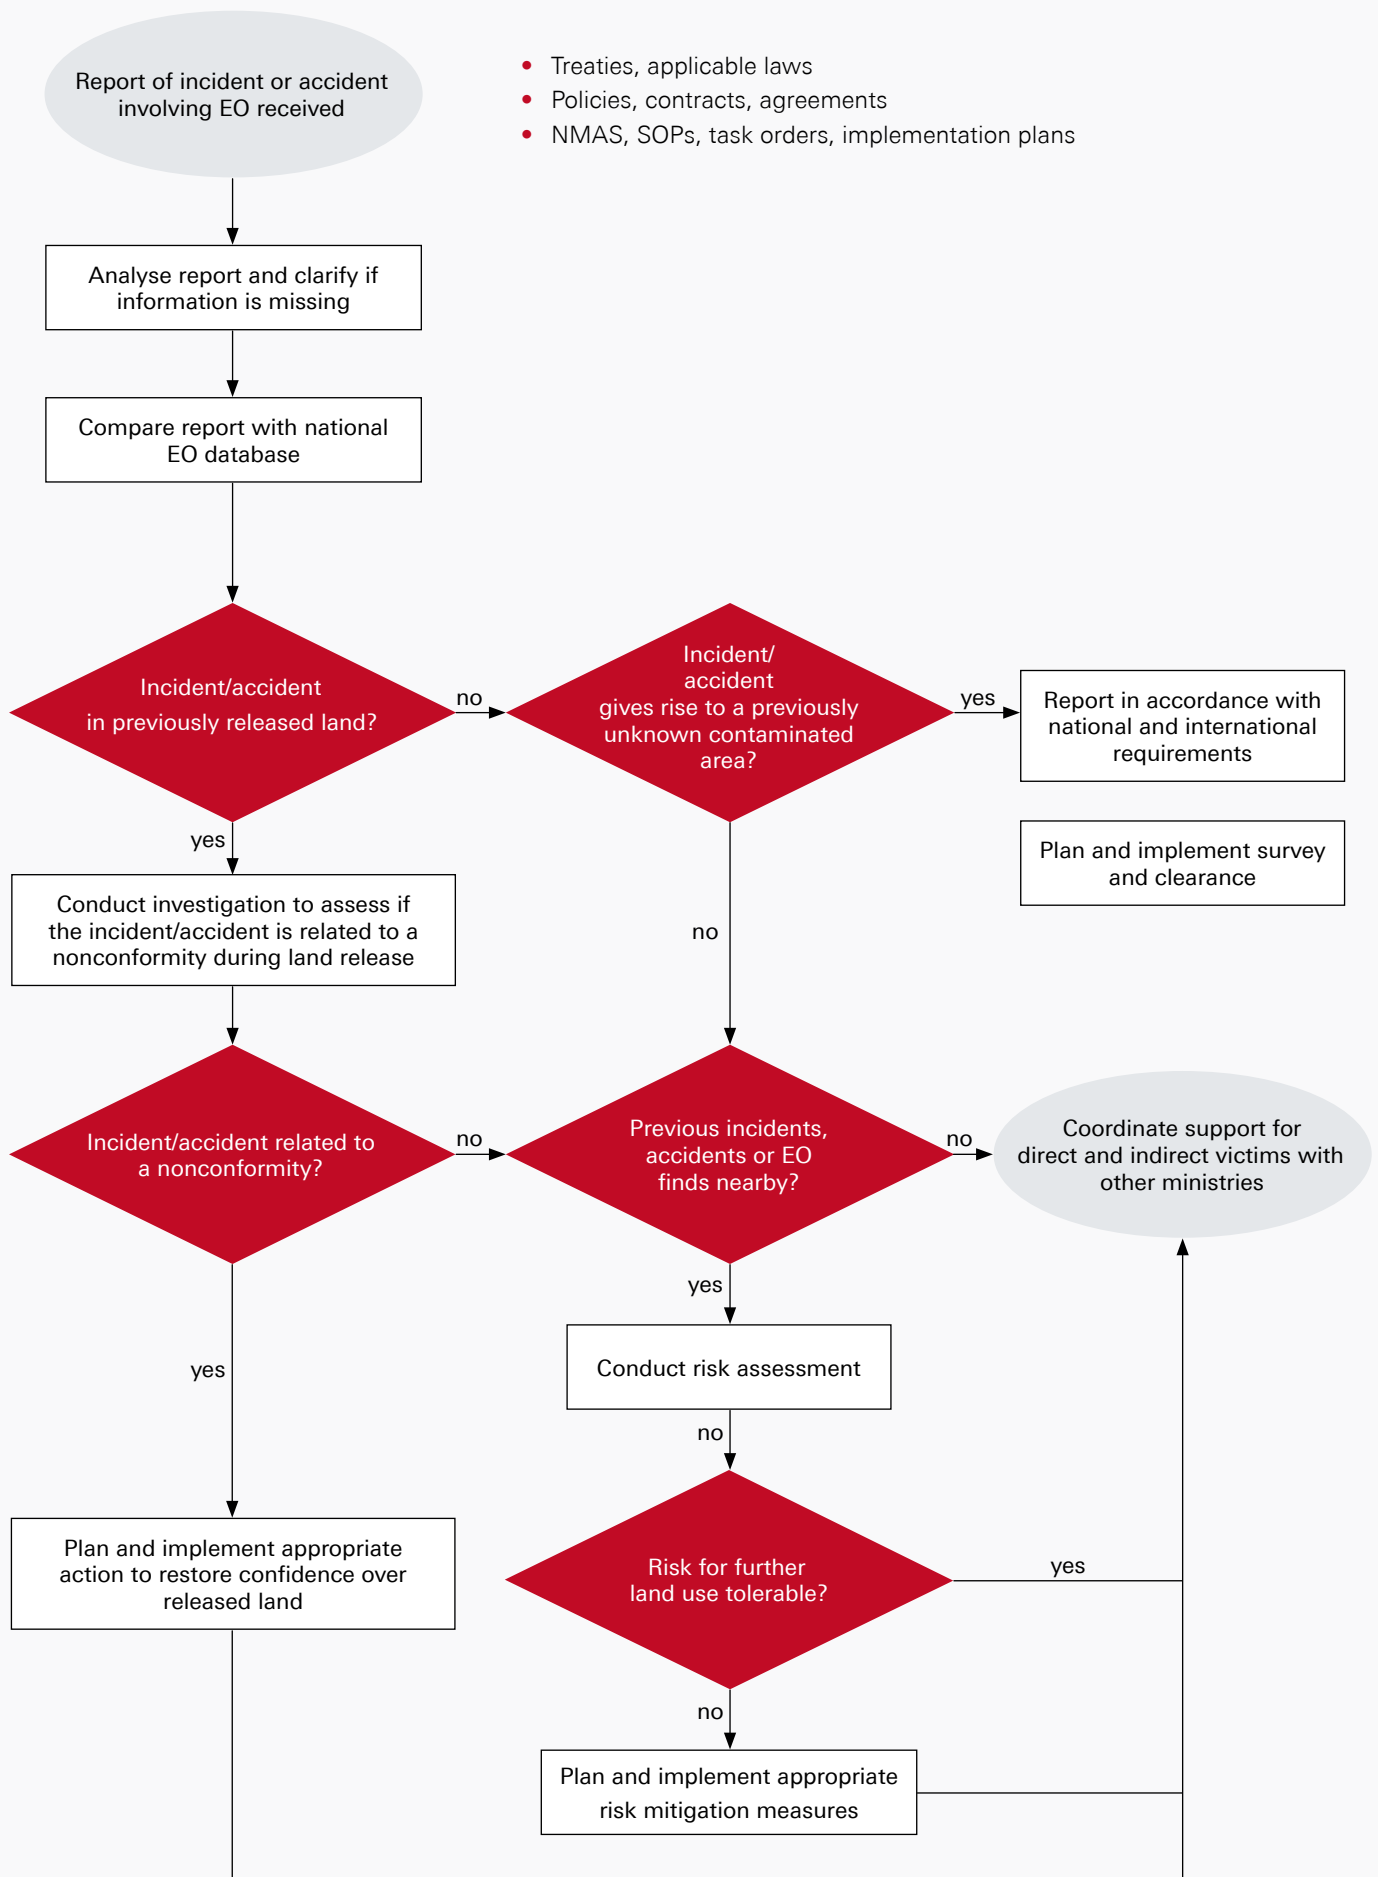 Report of incident or accident
involving EO received
• Treaties, applicable laws
• Policies, contracts, agreements
• NMAS, SOPs, task orders, implementation plans
Analyse report and clarify if
information is missing
Compare report with national
EO database
Incident/accident
in previously released land?
no
Incident/
accident
gives rise to a previously
unknown contaminated
area?
yes
Report in accordance with
national and international
requirements
Plan and implement survey
and clearance
yes
Conduct investigation to assess if
the incident/accident is related to a
nonconformity during land release
no
Incident/accident related to
a nonconformity?
no
Previous incidents,
accidents or EO
finds nearby?
no
Coordinate support for
direct and indirect victims with
other ministries
yes
Conduct risk assessment
yes
no
Risk for further
land use tolerable?
yes
Plan and implement appropriate
action to restore confidence over
released land
no
Plan and implement appropriate
risk mitigation measures